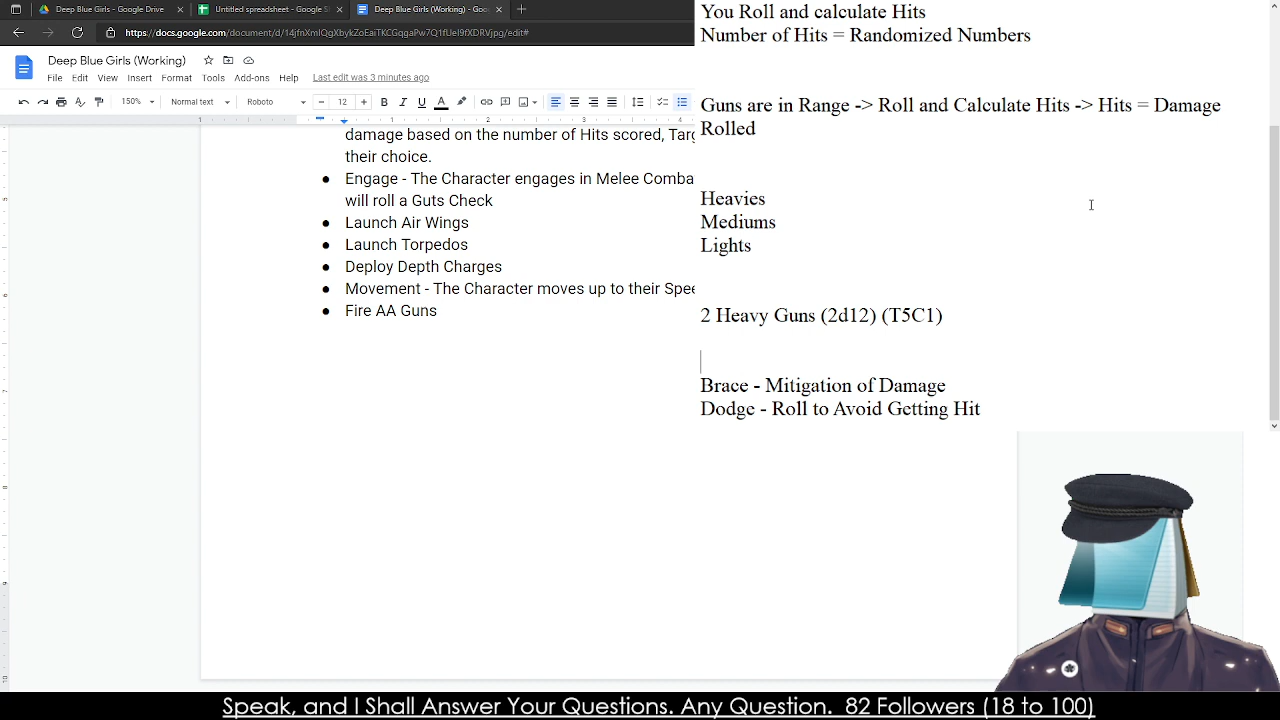 Deep Blue Girls - Google Drive
Untitled spreadsheet - Google S
Deep Blue Girls (Working) - Goo
https://docs.google.com/document/d/
Deep Blue Girls (Working)
File Edit View Insert Format Tools Add-ons Help Last edit was 3 minutes ago
150% Normal text Roboto 12
damage based on the number of Hits scored, Targ
their choice.
Engage - The Character engages in Melee Comba
will roll a Guts Check
Launch Air Wings
Launch Torpedos
Deploy Depth Charges
Movement - The Character moves up to their Spee
Fire AA Guns
You Roll and calculate Hits
Number of Hits = Randomized Numbers
Guns are in Range -> Roll and Calculate Hits -> Hits = Damage
Rolled
Heavies
Mediums
Lights
2 Heavy Guns (2d12) (T5C1)
Brace - Mitigation of Damage
Dodge - Roll to Avoid Getting Hit
Speak, and I Shall Answer Your Questions. Any Question. 82 Followers (18 to 100)